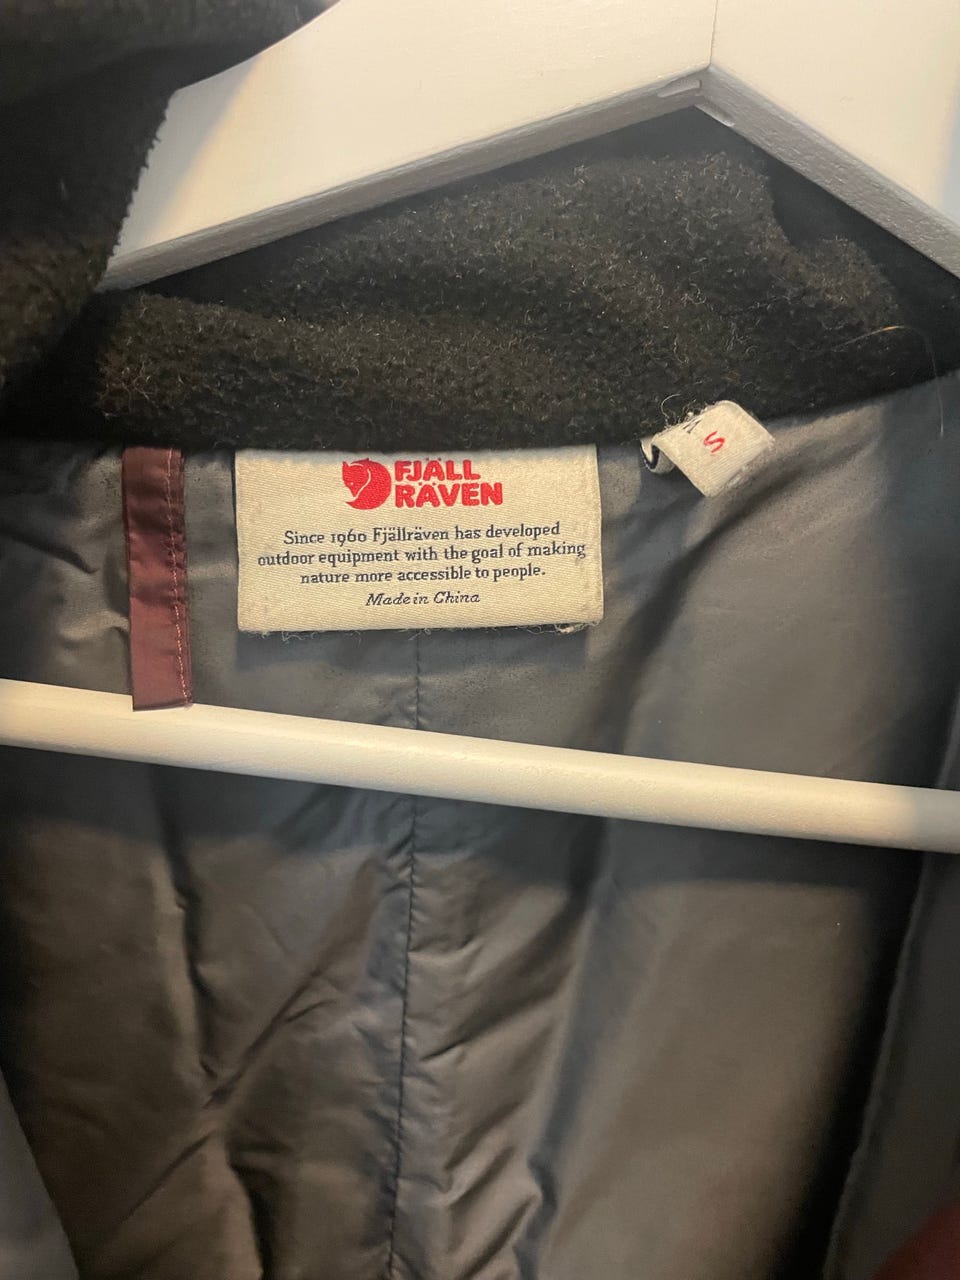 FJÄLL
RÄVEN
Since 1960 Fjällräven has developed
outdoor equipment with the goal of making
nature more accessible to people.
Made in China
S